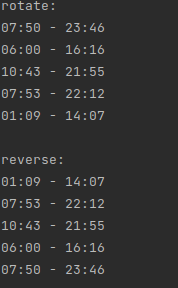 rotate:
07:50 - 23:46
06:00 - 16:16
10:43 - 21:55
07:53 - 22:12
01:09 - 14:07

reverse:
01:09 - 14:07
07:53 - 22:12
10:43 - 21:55
06:00 - 16:16
07:50 - 23:46